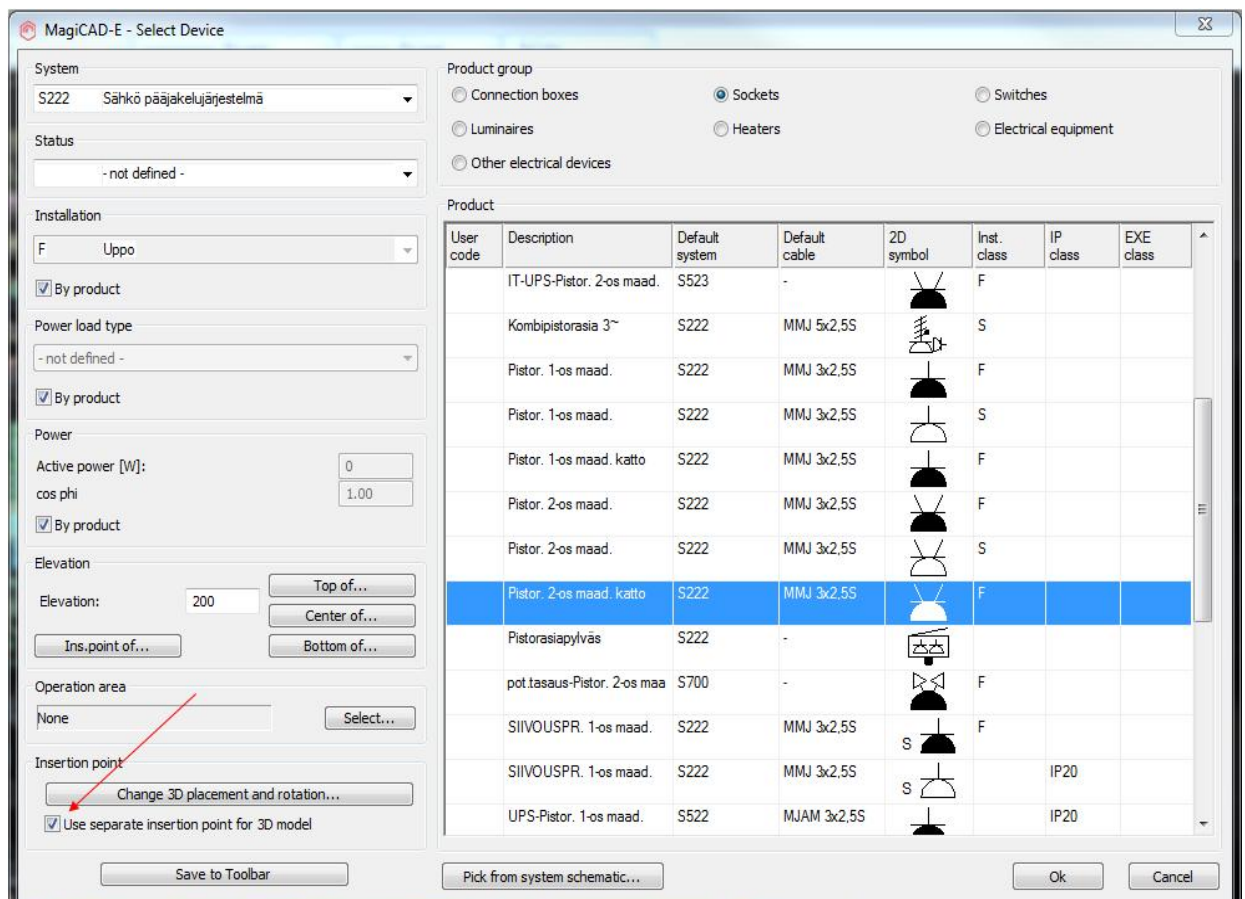 MagiCAD-E - Select Device
System
S222 Sähkö pääjakelujärjestelmä
Status
- not defined -
Installation
F Uppo
By product
Power load type
- not defined -
By product
Power
Active power [W]: 0
cos phi 1.00
By product
Elevation
Elevation: 200
Top of...
Center of...
Ins.point of... Bottom of...
Operation area
None Select...
Insertion point
Change 3D placement and rotation...
Use separate insertion point for 3D model
Save to Toolbar
Product group
Connection boxes Sockets Switches
Luminaires Heaters Electrical equipment
Other electrical devices
Product
User code Description Default system Default cable 2D symbol Inst. class IP class EXE class
IT-UPS-Pistor. 2-os maad. S523 - F
Kombipistorasia 3~ S222 MMJ 5x2,5S S
Pistor. 1-os maad. S222 MMJ 3x2,5S F
Pistor. 1-os maad. S222 MMJ 3x2,5S S
Pistor. 1-os maad. katto S222 MMJ 3x2,5S F
Pistor. 2-os maad. S222 MMJ 3x2,5S F
Pistor. 2-os maad. S222 MMJ 3x2,5S S
Pistor. 2-os maad. katto S222 MMJ 3x2,5S F
Pistorasiapylväs S222 -
pot.tasaus-Pistor. 2-os maa S700 - F
SIIVOUSPR. 1-os maad. S222 MMJ 3x2,5S S F
SIIVOUSPR. 1-os maad. S222 MMJ 3x2,5S S IP20
UPS-Pistor. 1-os maad. S522 MJAM 3x2,5S IP20
Pick from system schematic... Ok Cancel